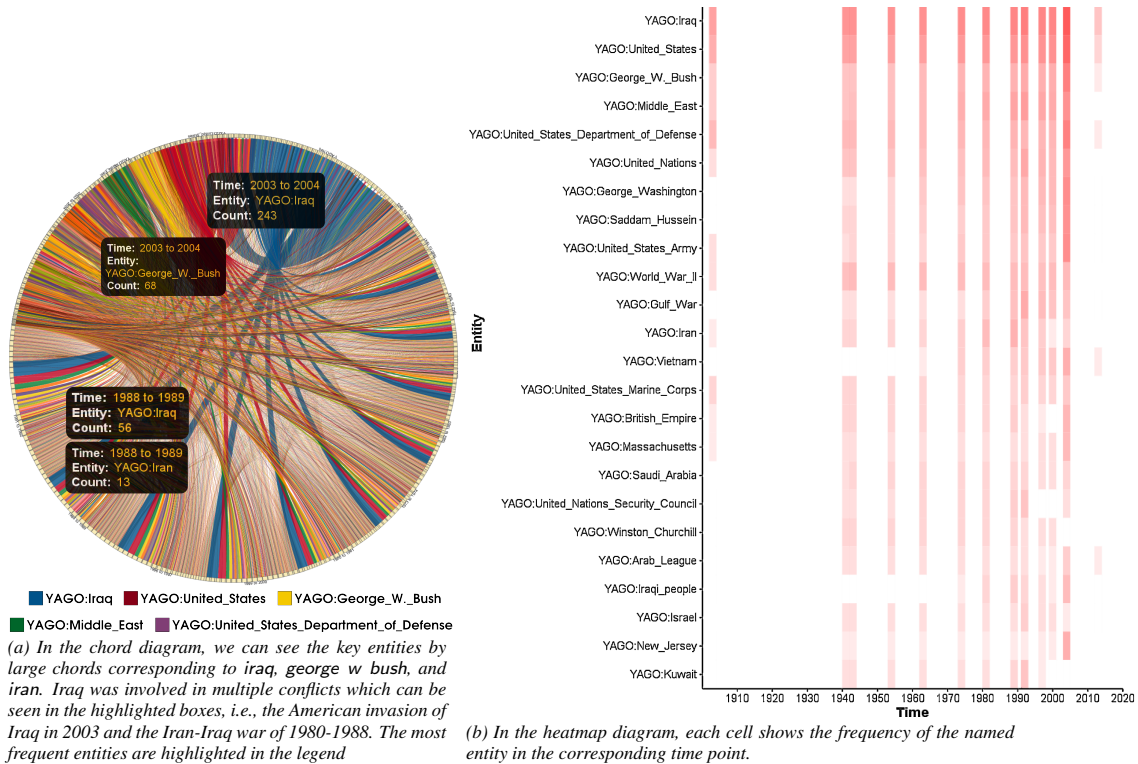 Time: 2003 to 2004
Entity: YAGO:Iraq
Count: 243
Time: 2003 to 2004
Entity:
YAGO:George_W._Bush
Count: 68
Time: 1988 to 1989
Entity: YAGO:Iraq
Count: 56
Time: 1988 to 1989
Entity: YAGO:Iran
Count: 13
YAGO:Iraq YAGO:United_States YAGO:George_W._Bush
YAGO:Middle_East YAGO:United_States_Department_of_Defense
(a) In the chord diagram, we can see the key entities by
large chords corresponding to iraq, george w bush, and
iran. Iraq was involved in multiple conflicts which can be
seen in the highlighted boxes, i.e., the American invasion of
Iraq in 2003 and the Iran-Iraq war of 1980-1988. The most
frequent entities are highlighted in the legend
Entity
YAGO:Iraq
YAGO:United_States
YAGO:George_W._Bush
YAGO:Middle_East
YAGO:United_States_Department_of_Defense
YAGO:United_Nations
YAGO:George_Washington
YAGO:Saddam_Hussein
YAGO:United_States_Army
YAGO:World_War_II
YAGO:Gulf_War
YAGO:Iran
YAGO:Vietnam
YAGO:United_States_Marine_Corps
YAGO:British_Empire
YAGO:Massachusetts
YAGO:Saudi_Arabia
YAGO:United_Nations_Security_Council
YAGO:Winston_Churchill
YAGO:Arab_League
YAGO:Iraqi_people
YAGO:Israel
YAGO:New_Jersey
YAGO:Kuwait
1910 1920 1930 1940 1950 1960 1970 1980 1990 2000 2010 2020
Time
(b) In the heatmap diagram, each cell shows the frequency of the named
entity in the corresponding time point.